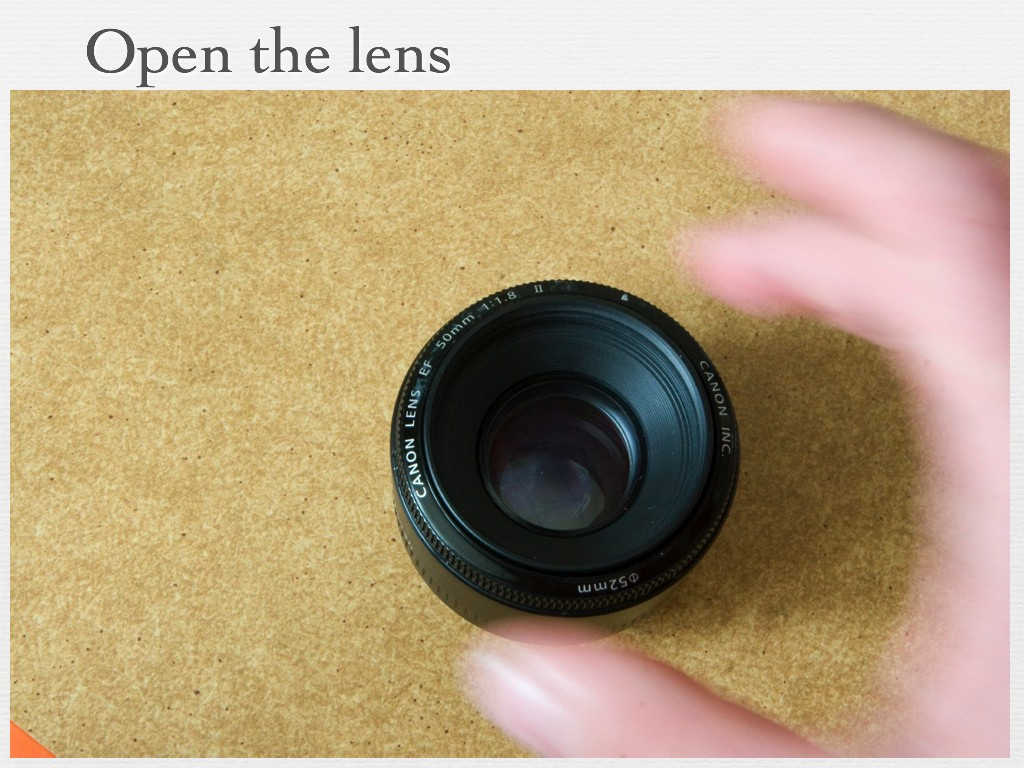 Open the lens
CANON LENS EF 50mm 1:1.8 II
CANON INC.
Φ52mm